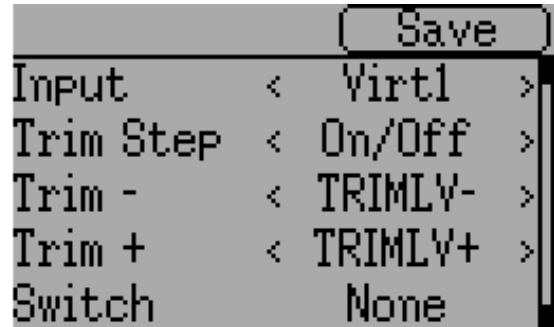 Save
Input < Virt1 >
Trim Step < On/Off >
Trim - < TRIMLV- >
Trim + < TRIMLV+ >
Switch None